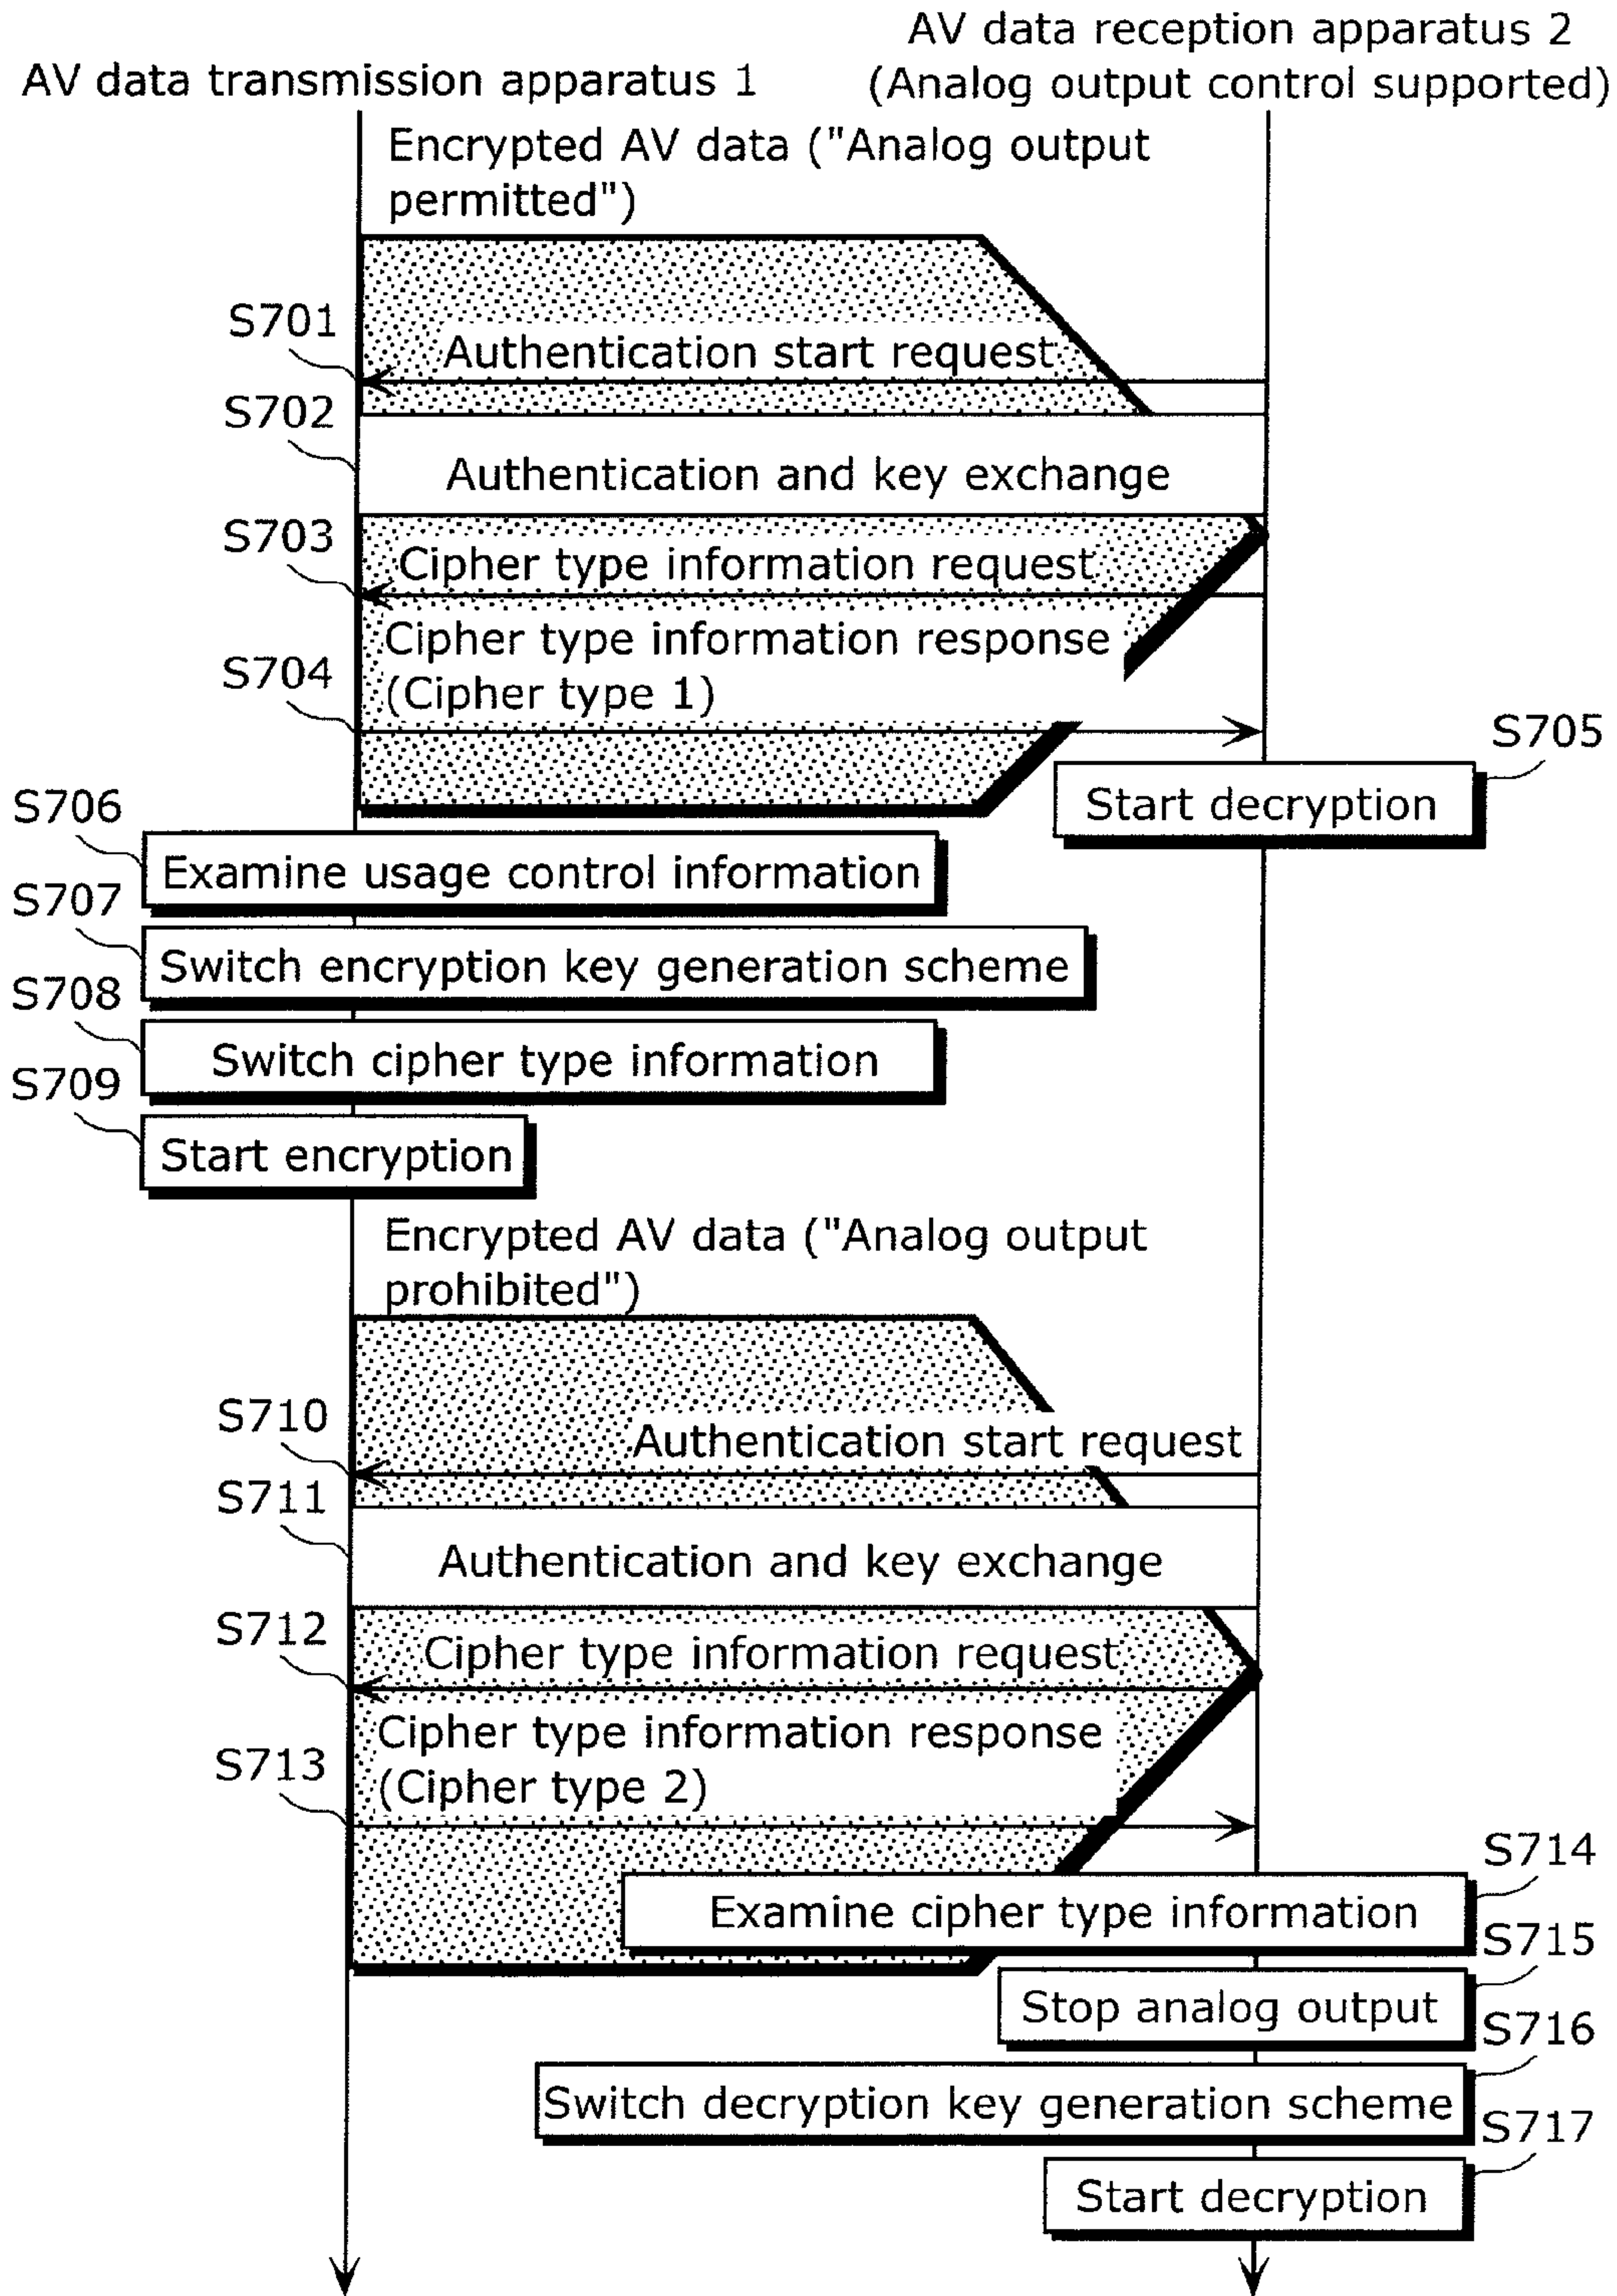 AV data transmission apparatus 1
AV data reception apparatus 2
(Analog output control supported)
Encrypted AV data ("Analog output
permitted")
S701
Authentication start request
S702
Authentication and key exchange
S703
Cipher type information request
S704
Cipher type information response
(Cipher type 1)
S705
Start decryption
S706
Examine usage control information
S707
Switch encryption key generation scheme
S708
Switch cipher type information
S709
Start encryption
Encrypted AV data ("Analog output
prohibited")
S710
Authentication start request
S711
Authentication and key exchange
S712
Cipher type information request
S713
Cipher type information response
(Cipher type 2)
S714
Examine cipher type information
S715
Stop analog output
S716
Switch decryption key generation scheme
S717
Start decryption